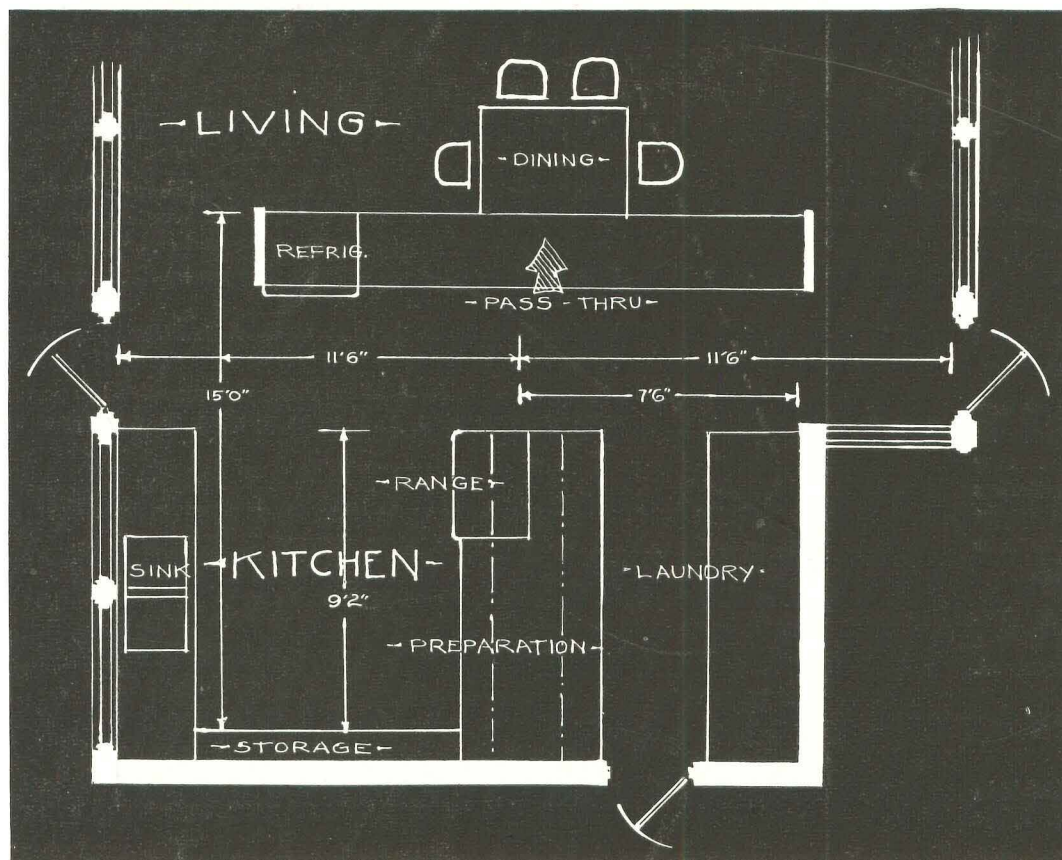 LIVING
DINING
REFRIG.
PASS - THRU
11'6"
11'6"
15'0"
7'6"
RANGE
SINK
KITCHEN
LAUNDRY
9'2"
PREPARATION
STORAGE